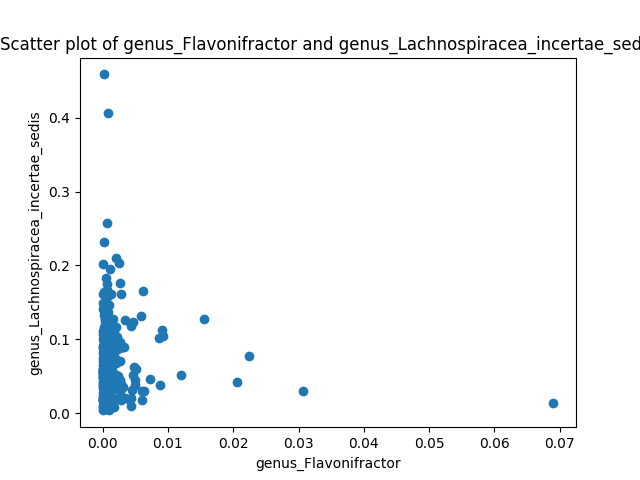 Scatter plot of genus_Flavonifractor and genus_Lachnospiracea_incertae_sed
genus_Lachnospiracea_incertae_sedis
0.4
0.3
0.2
0.1
0.0
0.00 0.01 0.02 0.03 0.04 0.05 0.06 0.07
genus_Flavonifractor